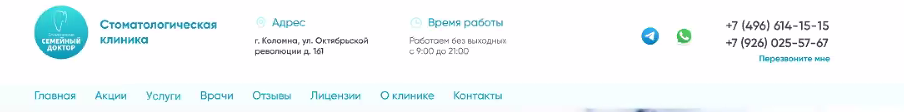 СЕМЕЙНЫЙ
ДОКТОР
Стоматологическая
клиника
Адрес
г. Коломна, ул. Октябрьской
революции д. 161
Время работы
Работаем без выходных
с 9:00 до 21:00
+7 (496) 614-15-15
+7 (926) 025-57-67
Перезвоните мне
Главная Акции Услуги Врачи Отзывы Лицензии О клинике Контакты